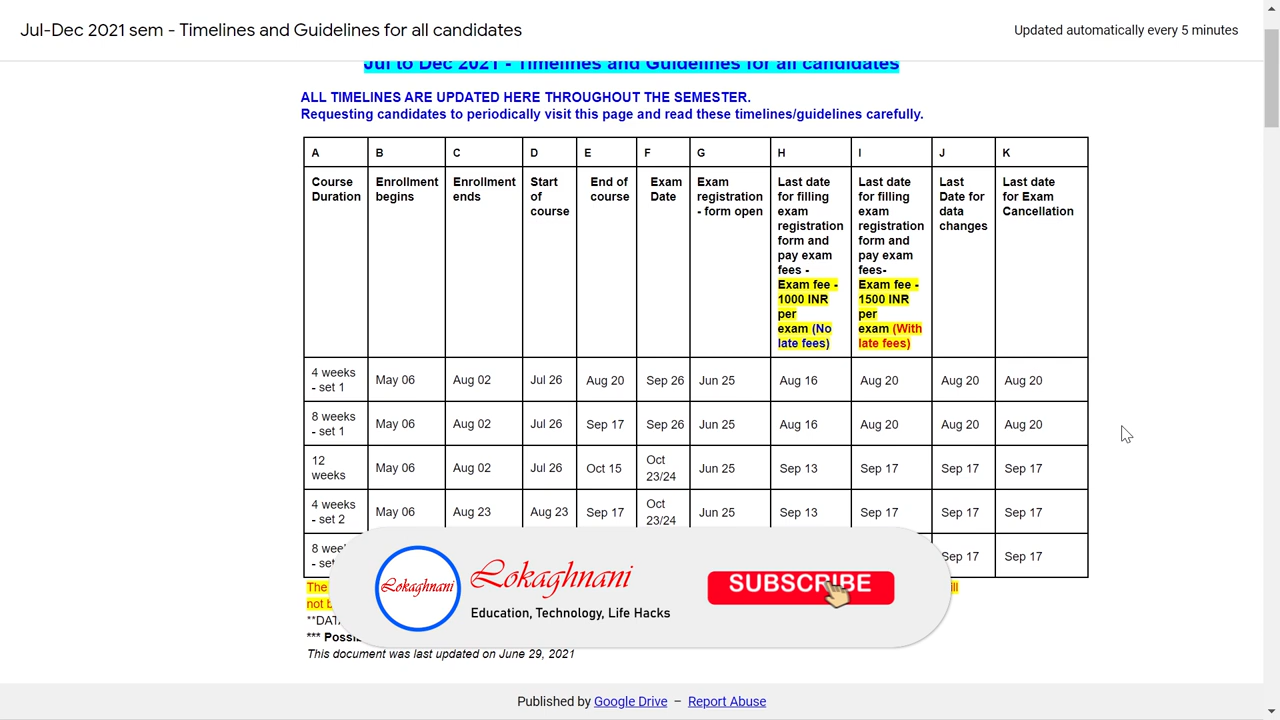 Jul-Dec 2021 sem - Timelines and Guidelines for all candidates
Updated automatically every 5 minutes
Jul to Dec 2021 - Timelines and Guidelines for all candidates
ALL TIMELINES ARE UPDATED HERE THROUGHOUT THE SEMESTER.
Requesting candidates to periodically visit this page and read these timelines/guidelines carefully.
A B C D E F G H I J K
Course Duration
Enrollment begins
Enrollment ends
Start of course
End of course
Exam Date
Exam registration - form open
Last date for filling exam registration form and pay exam fees - Exam fee - 1000 INR per exam (No late fees)
Last date for filling exam registration form and pay exam fees- Exam fee - 1500 INR per exam (With late fees)
Last Date for data changes
Last date for Exam Cancellation
4 weeks - set 1 May 06 Aug 02 Jul 26 Aug 20 Sep 26 Jun 25 Aug 16 Aug 20 Aug 20 Aug 20
8 weeks - set 1 May 06 Aug 02 Jul 26 Sep 17 Sep 26 Jun 25 Aug 16 Aug 20 Aug 20 Aug 20
12 weeks May 06 Aug 02 Jul 26 Oct 15 Oct 23/24 Jun 25 Sep 13 Sep 17 Sep 17 Sep 17
4 weeks - set 2 May 06 Aug 23 Aug 23 Sep 17 Oct 23/24 Jun 25 Sep 13 Sep 17 Sep 17 Sep 17
8 Sep 17 Sep 17
The
not
Lokaghnani
Lokaghnani
Education, Technology, Life Hacks
SUBSCRIBE
This document was last updated on June 29, 2021
Published by Google Drive – Report Abuse